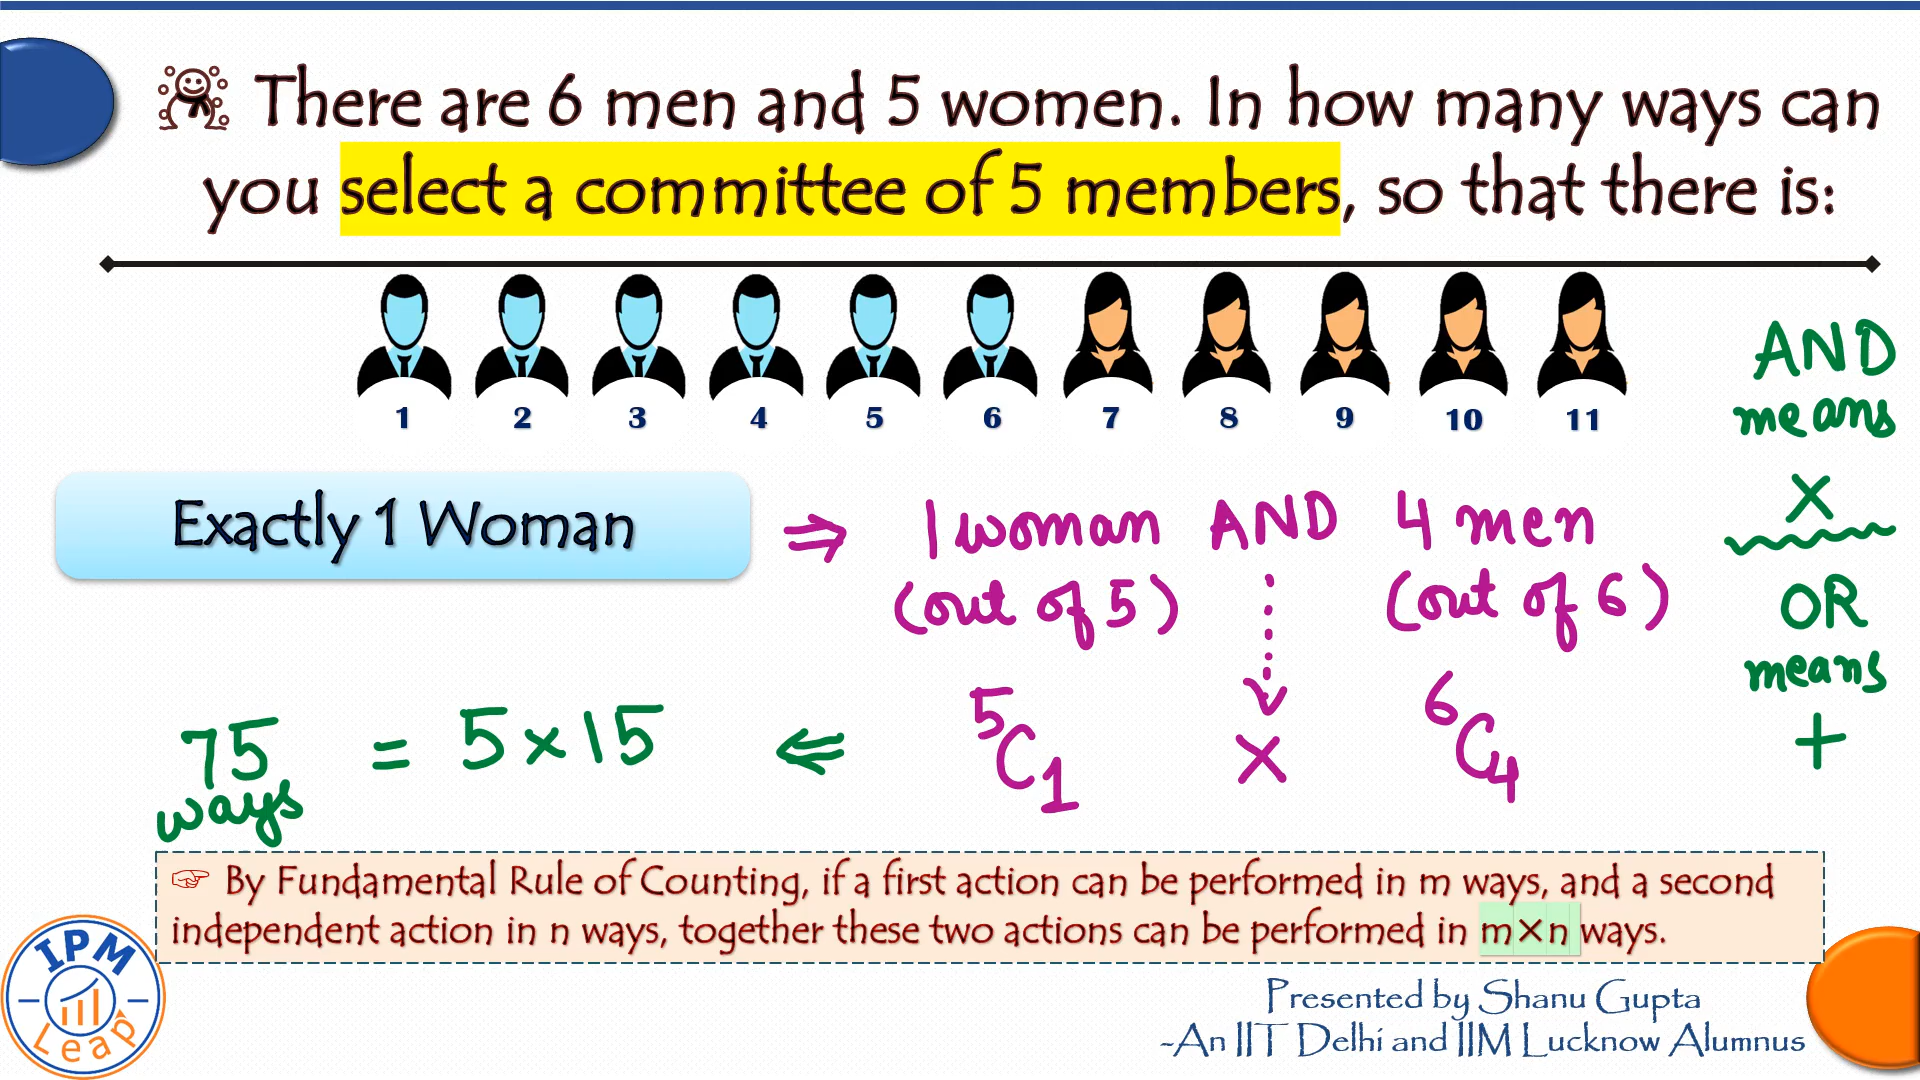 There are 6 men and 5 women. In how many ways can
you select a committee of 5 members, so that there is:
1 2 3 4 5 6 7 8 9 10 11
AND
means
×
OR
means
+
Exactly 1 Woman
⇒ 1 woman AND 4 men
(out of 5) (out of 6)
⁵C₁ × ⁶C₄
75 = 5×15 ⇐
ways
☞ By Fundamental Rule of Counting, if a first action can be performed in m ways, and a second
independent action in n ways, together these two actions can be performed in m×n ways.
IPM
Leap
Presented by Shanu Gupta
-An IIT Delhi and IIM Lucknow Alumnus